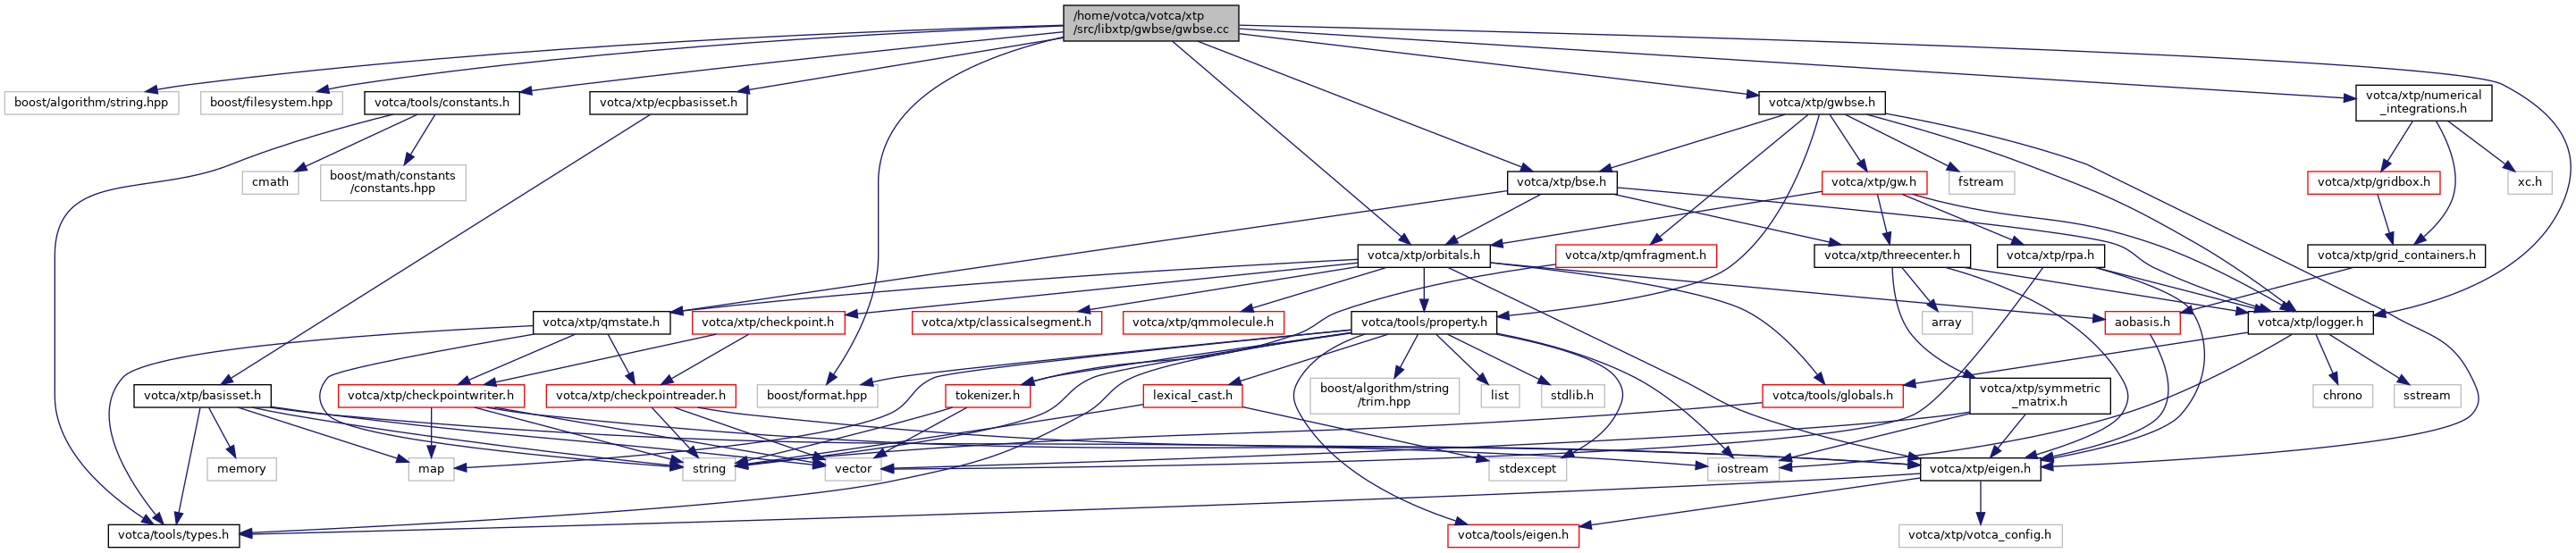 /home/votca/votca/xtp
/src/libxtp/gwbse/gwbse.cc
boost/algorithm/string.hpp
boost/filesystem.hpp
votca/tools/constants.h
votca/xtp/ecpbasisset.h
votca/xtp/gwbse.h
votca/xtp/numerical
_integrations.h
cmath
boost/math/constants
/constants.hpp
votca/xtp/bse.h
votca/xtp/gw.h
fstream
votca/xtp/gridbox.h
xc.h
votca/xtp/orbitals.h
votca/xtp/qmfragment.h
votca/xtp/threecenter.h
votca/xtp/rpa.h
votca/xtp/grid_containers.h
votca/xtp/qmstate.h
votca/xtp/checkpoint.h
votca/xtp/classicalsegment.h
votca/xtp/qmmolecule.h
votca/tools/property.h
array
aobasis.h
votca/xtp/logger.h
votca/xtp/basisset.h
votca/xtp/checkpointwriter.h
votca/xtp/checkpointreader.h
boost/format.hpp
tokenizer.h
lexical_cast.h
boost/algorithm/string
/trim.hpp
list
stdlib.h
votca/tools/globals.h
votca/xtp/symmetric
_matrix.h
chrono
sstream
memory
map
string
vector
stdexcept
iostream
votca/xtp/eigen.h
votca/tools/types.h
votca/tools/eigen.h
votca/xtp/votca_config.h